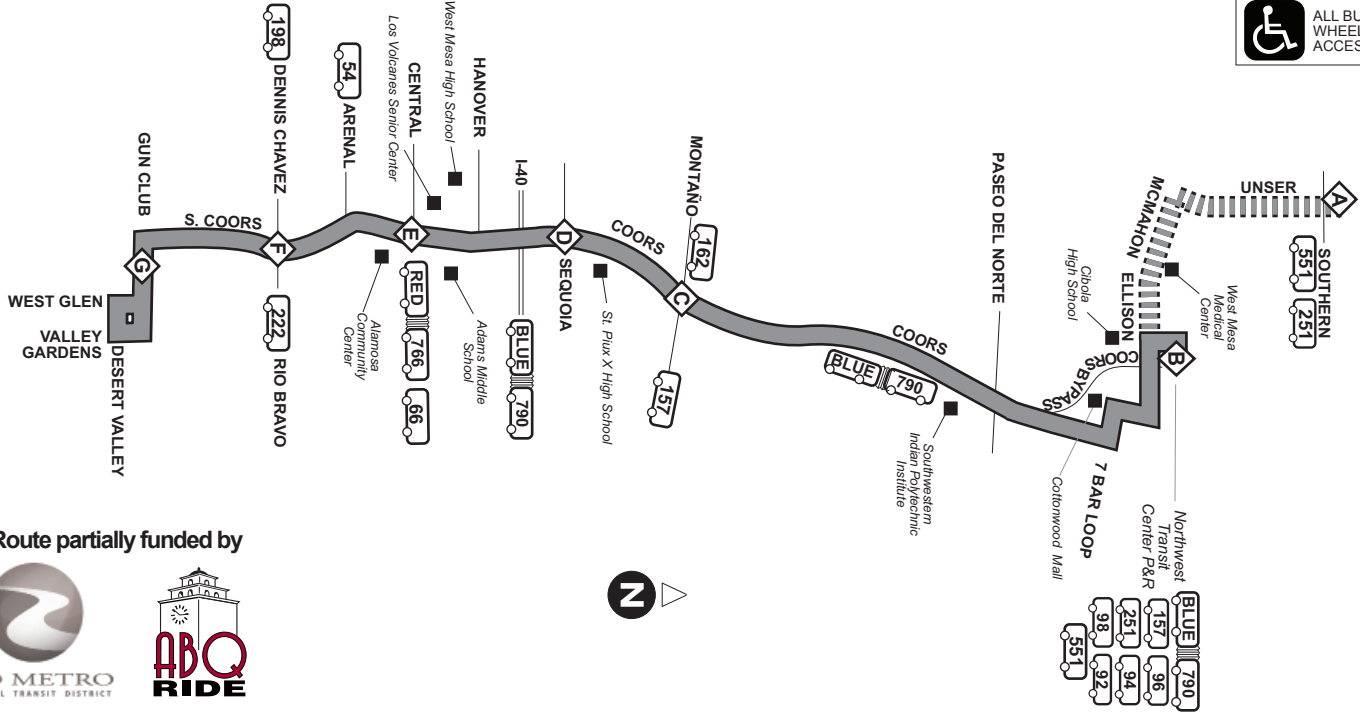 ALL BU
WHEEL
ACCES
A
UNSER
SOUTHERN
551
251
MCMAHON
ELLISON
West Mesa
Medical
Center
Cibola
High School
B
COORS
BYPASS
7 BAR LOOP
Cottonwood Mall
Northwest
Transit
Center P&R
BLUE
790
157
96
251
94
98
92
551
PASEO DEL NORTE
COORS
BLUE
790
Southwestern
Indian Polytechnic
Institute
MONTAÑO
162
C
157
COORS
St. Piux X High School
D
SEQUOIA
I-40
BLUE
790
HANOVER
West Mesa High School
Adams Middle
School
CENTRAL
Los Volcanes Senior Center
E
RED
766
66
Alamosa
Community
Center
54
ARENAL
198
DENNIS CHAVEZ
F
222
RIO BRAVO
S. COORS
GUN CLUB
G
WEST GLEN
VALLEY
GARDENS
DESERT VALLEY
N
Route partially funded by
METRO
L TRANSIT DISTRICT
ABQ
RIDE